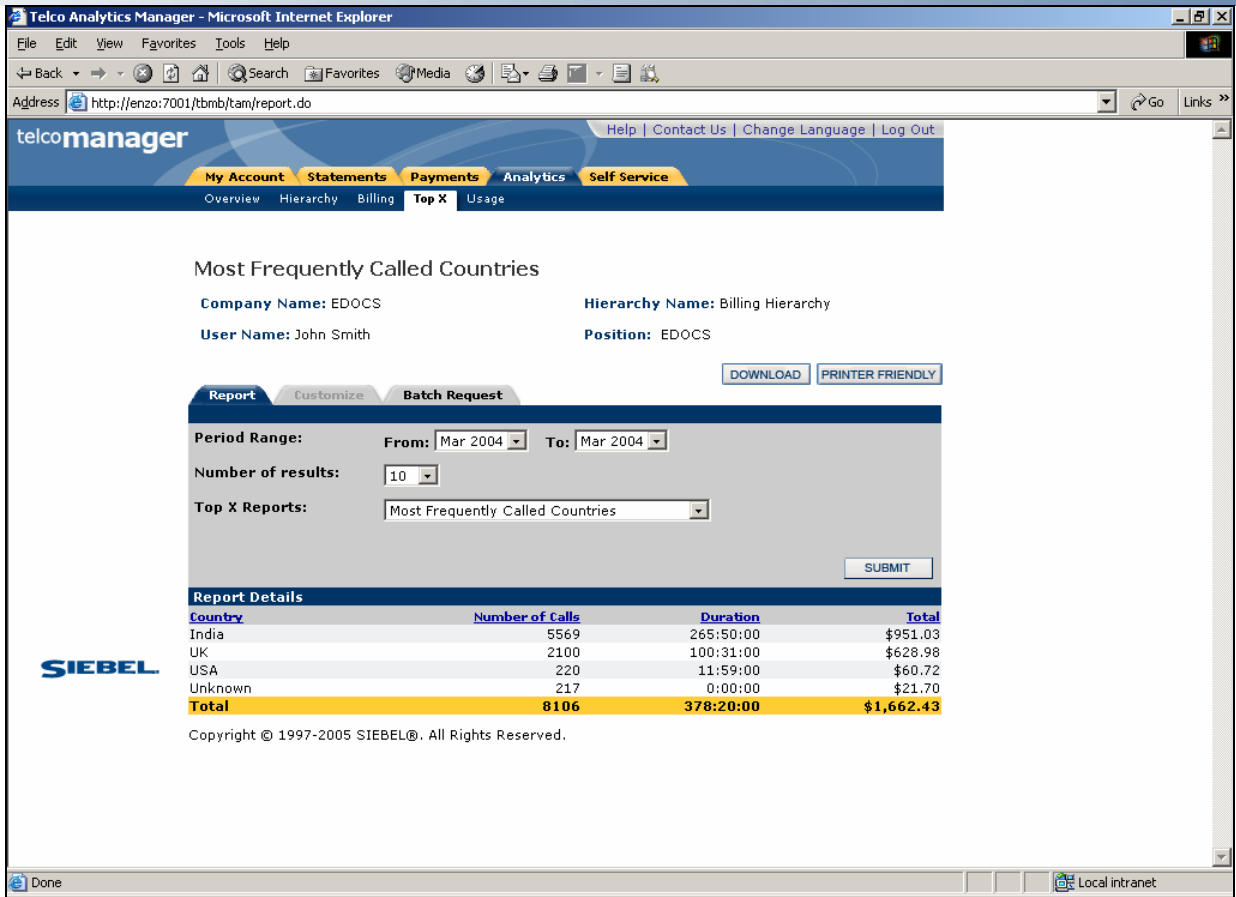 Telco Analytics Manager - Microsoft Internet Explorer
File Edit View Favorites Tools Help
Back Search Favorites Media
Address http://enzo:7001/tbmb/tam/report.do Go Links »
telcomanager
Help | Contact Us | Change Language | Log Out
My Account Statements Payments Analytics Self Service
Overview Hierarchy Billing Top X Usage
Most Frequently Called Countries
Company Name: EDOCS Hierarchy Name: Billing Hierarchy
User Name: John Smith Position: EDOCS
DOWNLOAD PRINTER FRIENDLY
Report Customize Batch Request
Period Range: From: Mar 2004 To: Mar 2004
Number of results: 10
Top X Reports: Most Frequently Called Countries
SUBMIT
Report Details
Country Number of Calls Duration Total
India 5569 265:50:00 $951.03
UK 2100 100:31:00 $628.98
SIEBEL.
USA 220 11:59:00 $60.72
Unknown 217 0:00:00 $21.70
Total 8106 378:20:00 $1,662.43
Copyright © 1997-2005 SIEBEL®. All Rights Reserved.
Done Local intranet